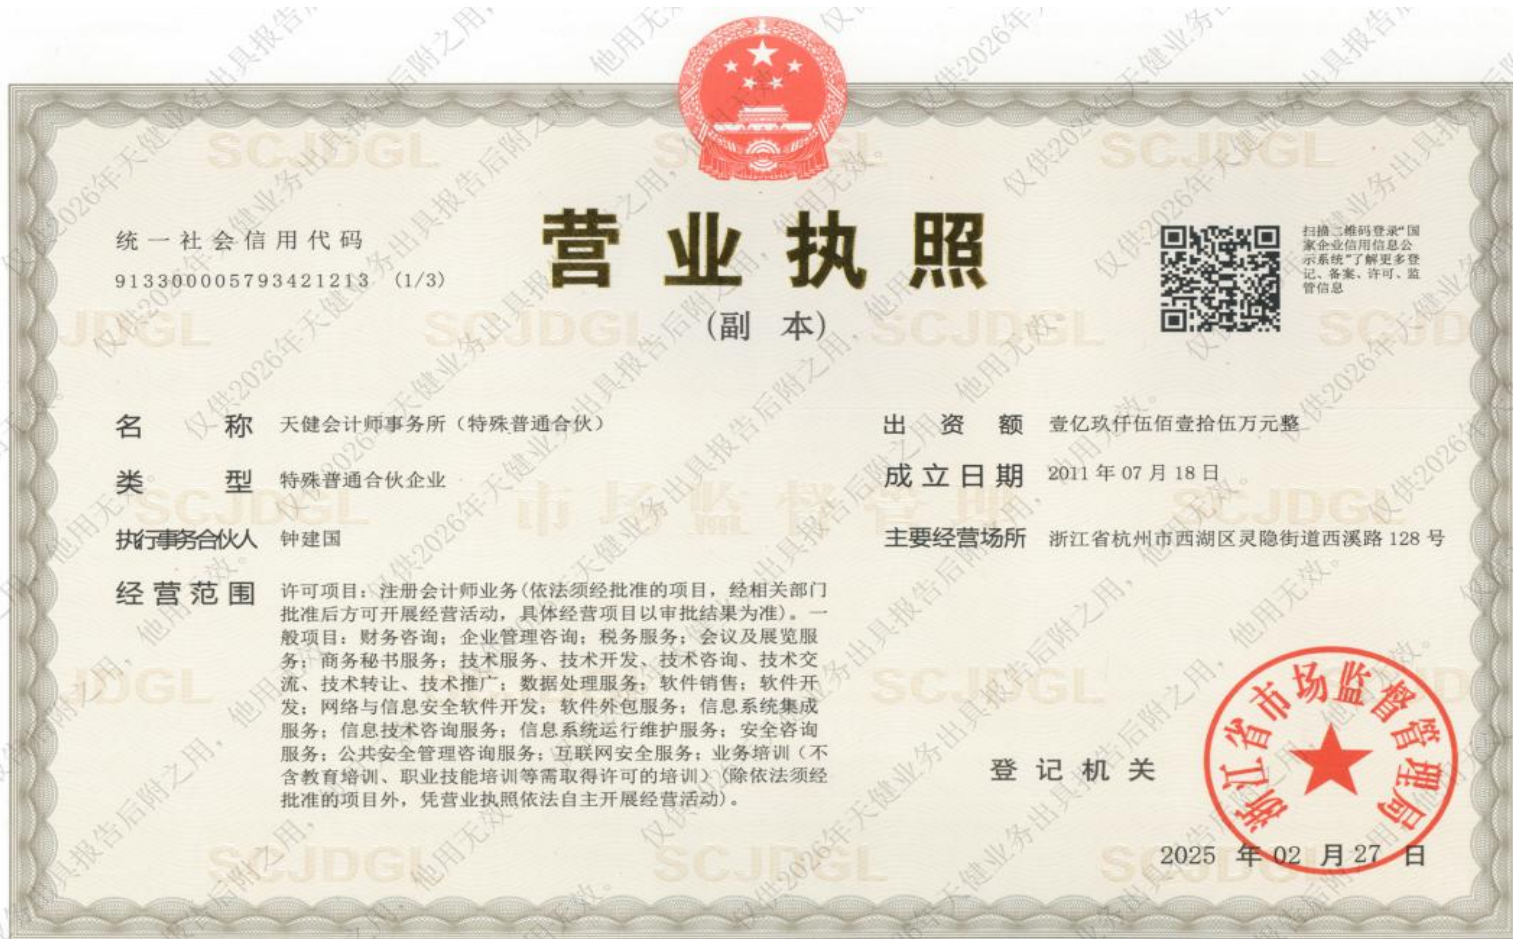 营业执照
(副 本)
统一社会信用代码
913300005793421213 (1/3)
扫描二维码登录“国
家企业信用信息公
示系统”了解更多登
记、备案、许可、监
管信息
名 称 天健会计师事务所（特殊普通合伙）
类 型 特殊普通合伙企业
执行事务合伙人 钟建国
经营范围 许可项目：注册会计师业务(依法须经批准的项目，经相关部门
批准后方可开展经营活动，具体经营项目以审批结果为准)。一
般项目：财务咨询；企业管理咨询；税务服务；会议及展览服
务；商务秘书服务；技术服务、技术开发、技术咨询、技术交
流、技术转让、技术推广；数据处理服务；软件销售；软件开
发；网络与信息安全软件开发；软件外包服务；信息系统集成
服务；信息技术咨询服务；信息系统运行维护服务；安全咨询
服务；公共安全管理咨询服务；互联网安全服务；业务培训（不
含教育培训、职业技能培训等需取得许可的培训）(除依法须经
批准的项目外，凭营业执照依法自主开展经营活动)。
出 资 额 壹亿玖仟伍佰壹拾伍万元整
成立日期 2011 年 07 月 18 日
主要经营场所 浙江省杭州市西湖区灵隐街道西溪路 128 号
登记机关
浙江省市场监督管理局
2025 年 02 月 27 日
SCJDGL
市场监督管理
仅供2026年天健业务出具报告后附之用，他用无效。